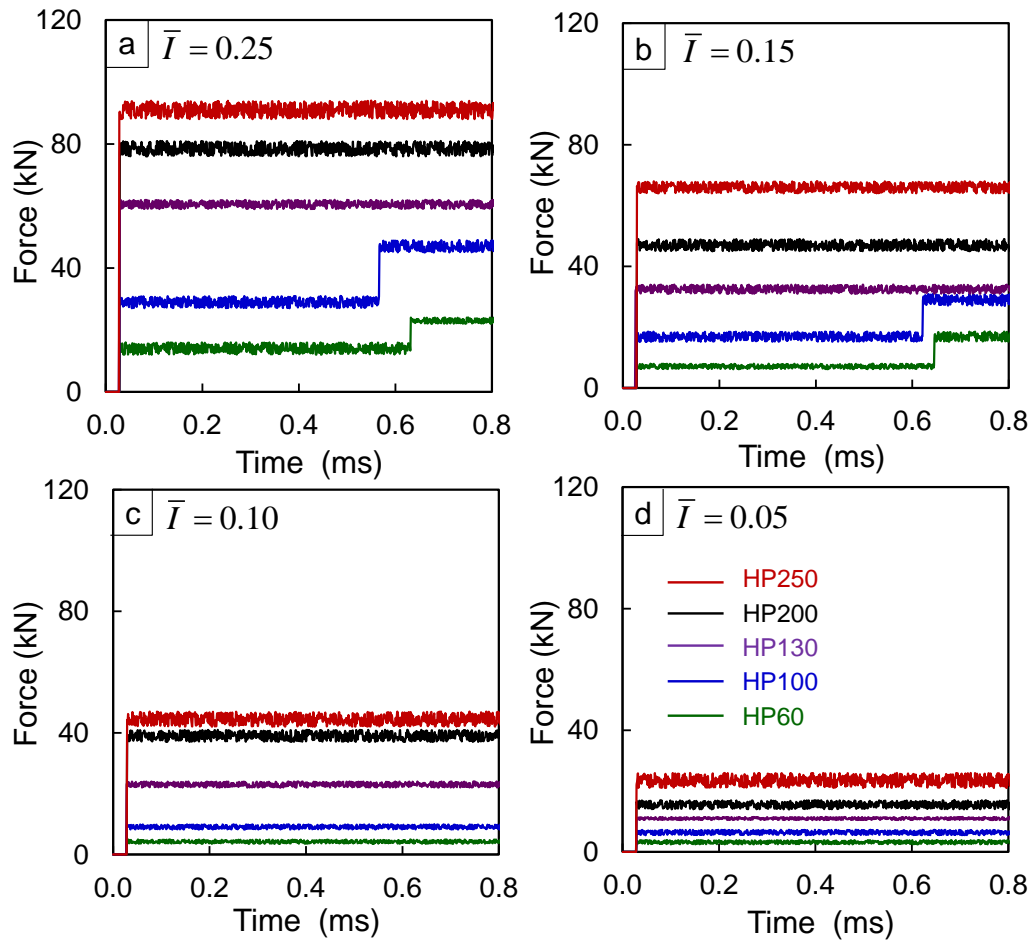 a
Ī = 0.25
120
80
40
0
Force (kN)
0.0 0.2 0.4 0.6 0.8
Time (ms)
b
Ī = 0.15
120
80
40
0
Force (kN)
0.0 0.2 0.4 0.6 0.8
Time (ms)
c
Ī = 0.10
120
80
40
0
Force (kN)
0.0 0.2 0.4 0.6 0.8
Time (ms)
d
Ī = 0.05
120
80
40
0
Force (kN)
HP250
HP200
HP130
HP100
HP60
0.0 0.2 0.4 0.6 0.8
Time (ms)